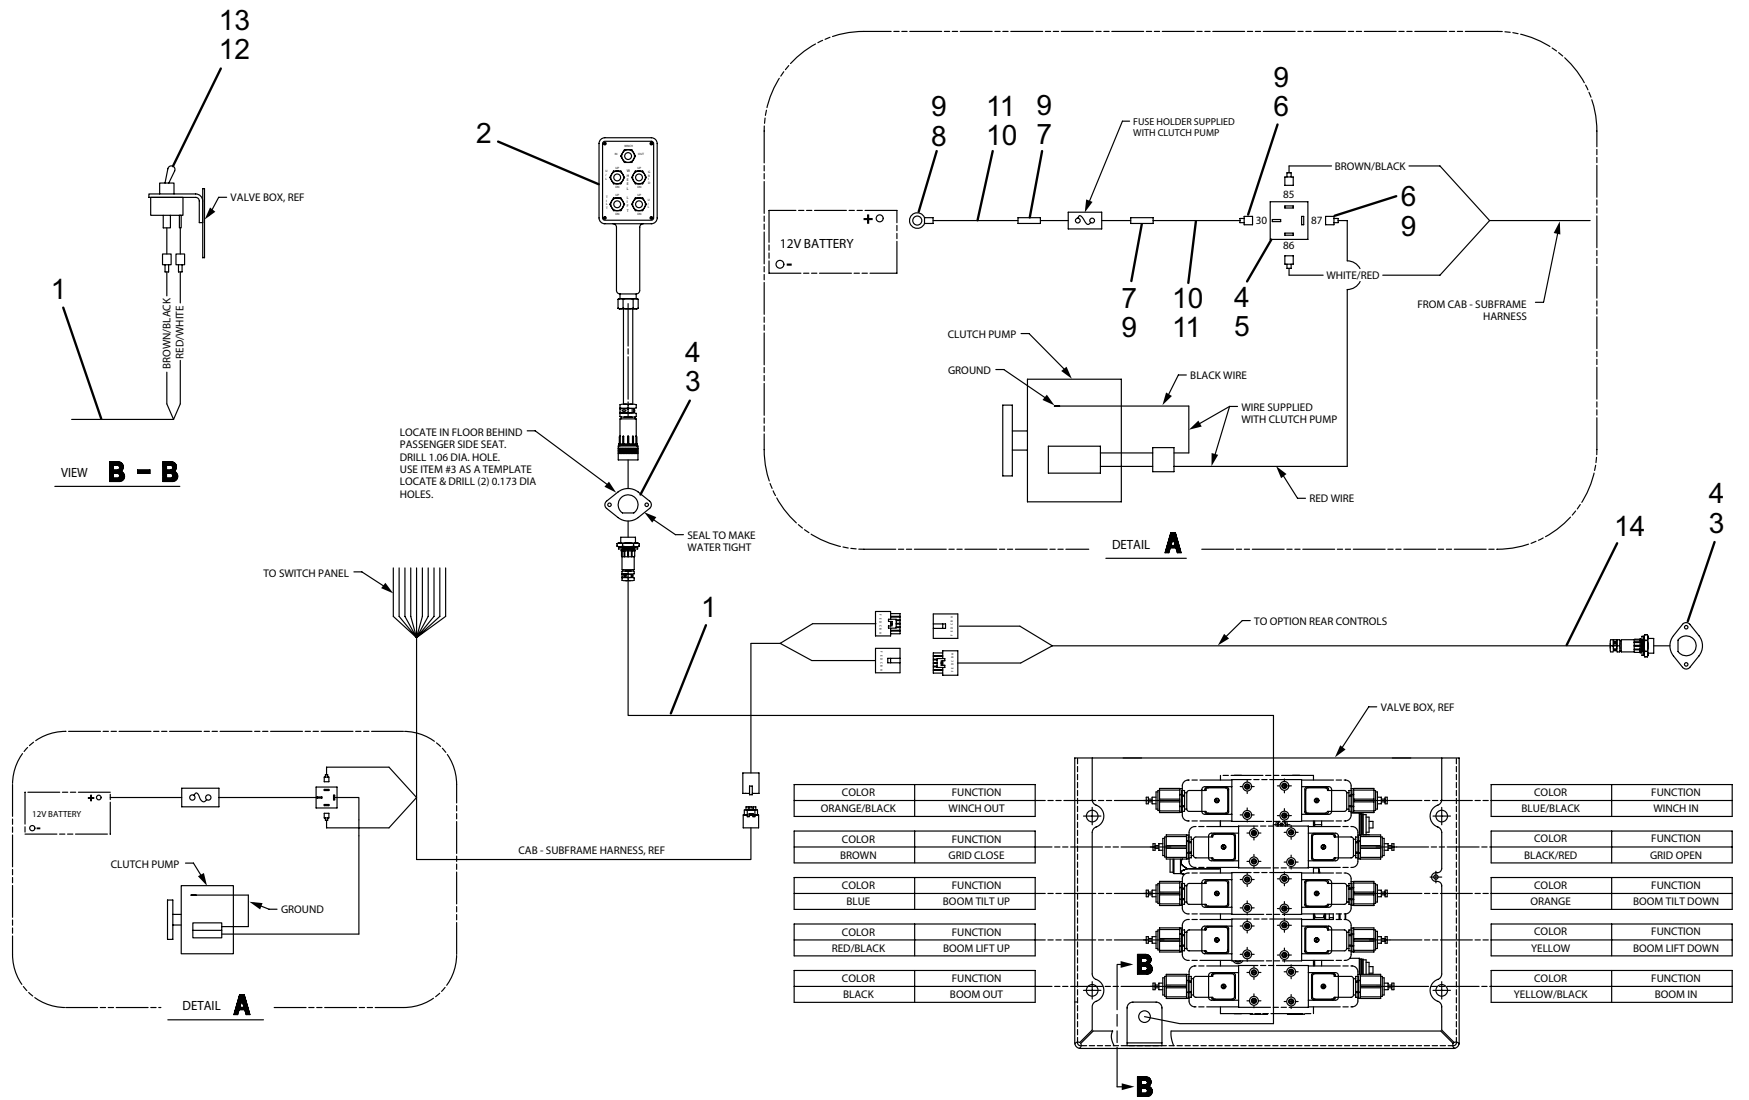 13
12
VALVE BOX, REF
1
BROWN/BLACK
RED/WHITE
VIEW B - B
2
4
3
LOCATE IN FLOOR BEHIND
PASSENGER SIDE SEAT.
DRILL 1.06 DIA. HOLE.
USE ITEM #3 AS A TEMPLATE
LOCATE & DRILL (2) 0.173 DIA
HOLES.
SEAL TO MAKE
WATER TIGHT
9
8
11
10
9
7
FUSE HOLDER SUPPLIED
WITH CLUTCH PUMP
9
6
BROWN/BLACK
85
30
87
86
6
9
12V BATTERY
+
-
WHITE/RED
7
9
10
11
4
5
FROM CAB - SUBFRAME
HARNESS
CLUTCH PUMP
GROUND
BLACK WIRE
WIRE SUPPLIED
WITH CLUTCH PUMP
RED WIRE
DETAIL A
14
4
3
TO SWITCH PANEL
1
TO OPTION REAR CONTROLS
VALVE BOX, REF
12V BATTERY
+
-
CLUTCH PUMP
GROUND
DETAIL A
CAB - SUBFRAME HARNESS, REF
COLOR FUNCTION
ORANGE/BLACK WINCH OUT
COLOR FUNCTION
BROWN GRID CLOSE
COLOR FUNCTION
BLUE BOOM TILT UP
COLOR FUNCTION
RED/BLACK BOOM LIFT UP
COLOR FUNCTION
BLACK BOOM OUT
COLOR FUNCTION
BLUE/BLACK WINCH IN
COLOR FUNCTION
BLACK/RED GRID OPEN
COLOR FUNCTION
ORANGE BOOM TILT DOWN
COLOR FUNCTION
YELLOW BOOM LIFT DOWN
COLOR FUNCTION
YELLOW/BLACK BOOM IN
B
B